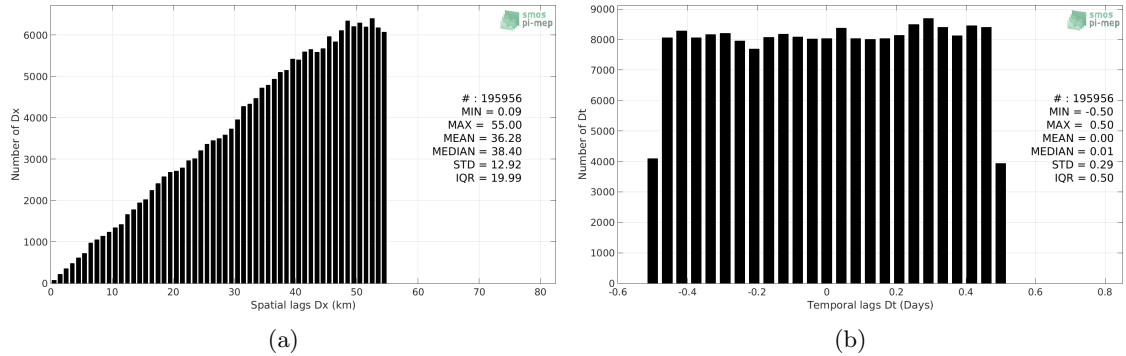 smos
pi-mep
Number of Dx
6000
5000
4000
3000
2000
1000
0
# : 195956
MIN = 0.09
MAX = 55.00
MEAN = 36.28
MEDIAN = 38.40
STD = 12.92
IQR = 19.99
0 10 20 30 40 50 60 70 80
Spatial lags Dx (km)
(a)
smos
pi-mep
Number of Dt
9000
8000
7000
6000
5000
4000
3000
2000
1000
0
# : 195956
MIN = -0.50
MAX = 0.50
MEAN = 0.00
MEDIAN = 0.01
STD = 0.29
IQR = 0.50
-0.6 -0.4 -0.2 0 0.2 0.4 0.6 0.8
Temporal lags Dt (Days)
(b)